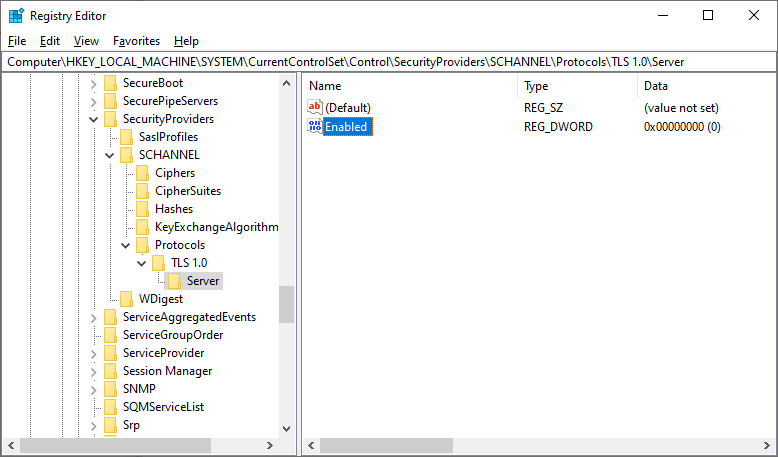 Registry Editor
File Edit View Favorites Help
Computer\HKEY_LOCAL_MACHINE\SYSTEM\CurrentControlSet\Control\SecurityProviders\SCHANNEL\Protocols\TLS 1.0\Server
SecureBoot
SecurePipeServers
SecurityProviders
SaslProfiles
SCHANNEL
Ciphers
CipherSuites
Hashes
KeyExchangeAlgorithm
Protocols
TLS 1.0
Server
WDigest
ServiceAggregatedEvents
ServiceGroupOrder
ServiceProvider
Session Manager
SNMP
SQMServiceList
Srp
Name Type Data
ab (Default) REG_SZ (value not set)
Enabled REG_DWORD 0x00000000 (0)